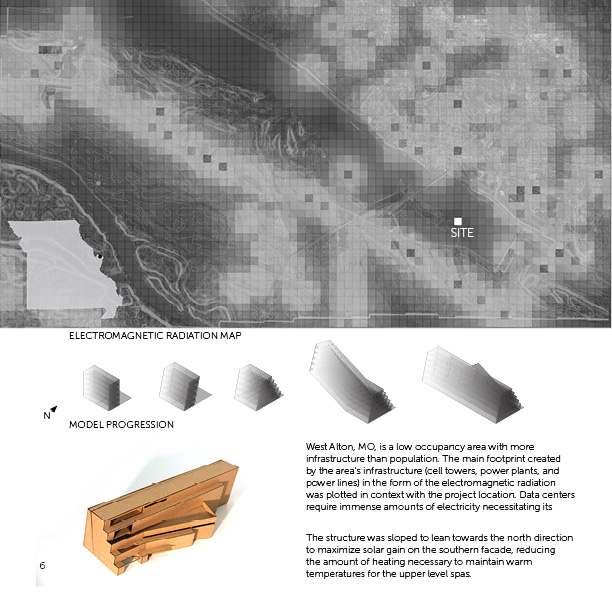 SITE
ELECTROMAGNETIC RADIATION MAP
N
MODEL PROGRESSION
West Alton, MO, is a low occupancy area with more
infrastructure than population. The main footprint created
by the area's infrastructure (cell towers, power plants, and
power lines) in the form of the electromagnetic radiation
was plotted in context with the project location. Data centers
require immense amounts of electricity necessitating its
The structure was sloped to lean towards the north direction
to maximize solar gain on the southern facade, reducing
the amount of heating necessary to maintain warm
temperatures for the upper level spas.
6